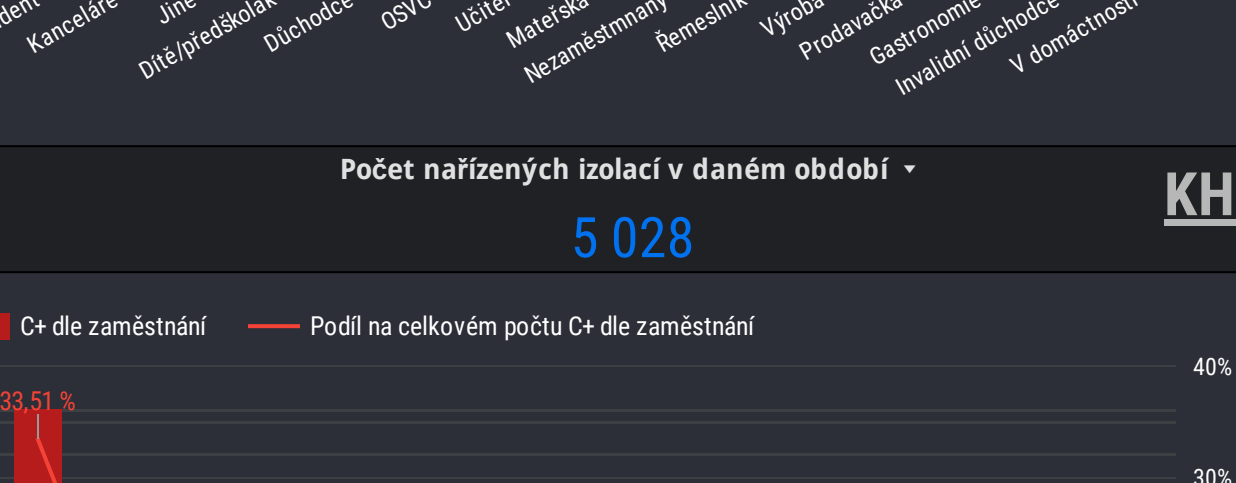 Kanceláře
Jiné
Dítě/předškolák
Důchodce
OSVČ
Učitel
Mateřská
Nezaměstnaný
Řemeslník
Výroba
Prodavačka
Gastronomie
Invalidní důchodce
V domácnosti
Počet nařízených izolací v daném období
KH
5 028
C+ dle zaměstnání
Podíl na celkovém počtu C+ dle zaměstnání
40%
33,51 %
30%